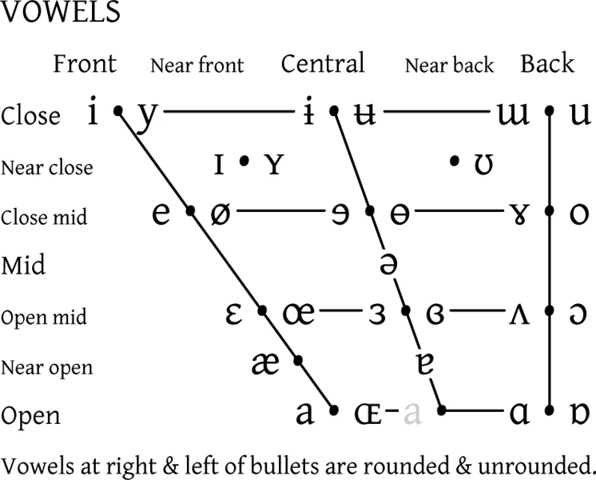 VOWELS
Front Near front Central Near back Back
Close i y ɨ ʉ ɯ u
Near close ɪ ʏ ʊ
Close mid e ø ɘ ɵ ɤ o
Mid ə
Open mid ɛ œ ɜ ɞ ʌ ɔ
Near open æ ɐ
Open a ɶ a ɑ ɒ
Vowels at right & left of bullets are rounded & unrounded.